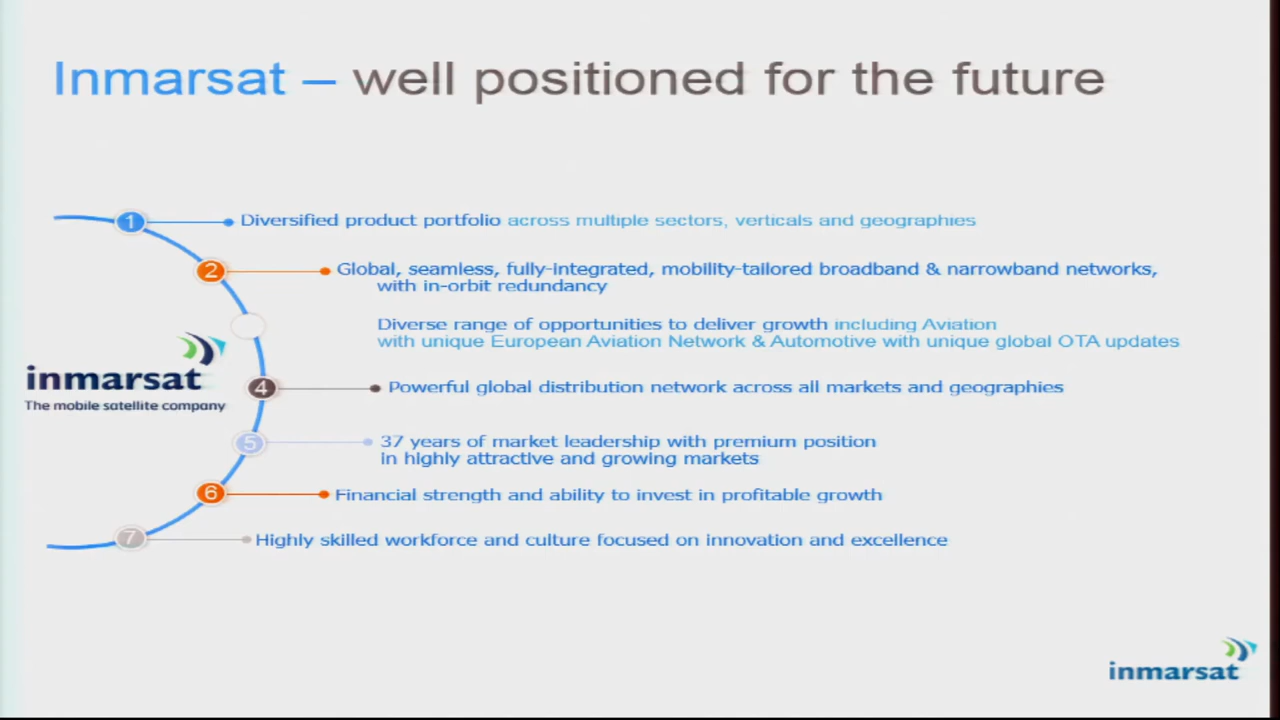 Inmarsat – well positioned for the future
1 Diversified product portfolio across multiple sectors, verticals and geographies
2 Global, seamless, fully-integrated, mobility-tailored broadband & narrowband networks,
with in-orbit redundancy
Diverse range of opportunities to deliver growth including Aviation
with unique European Aviation Network & Automotive with unique global OTA updates
inmarsat
The mobile satellite company
4 Powerful global distribution network across all markets and geographies
5 37 years of market leadership with premium position
in highly attractive and growing markets
6 Financial strength and ability to invest in profitable growth
7 Highly skilled workforce and culture focused on innovation and excellence
inmarsat